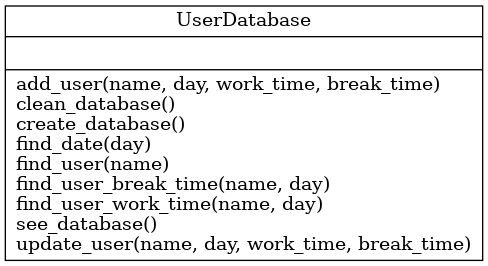 UserDatabase
add_user(name, day, work_time, break_time)
clean_database()
create_database()
find_date(day)
find_user(name)
find_user_break_time(name, day)
find_user_work_time(name, day)
see_database()
update_user(name, day, work_time, break_time)